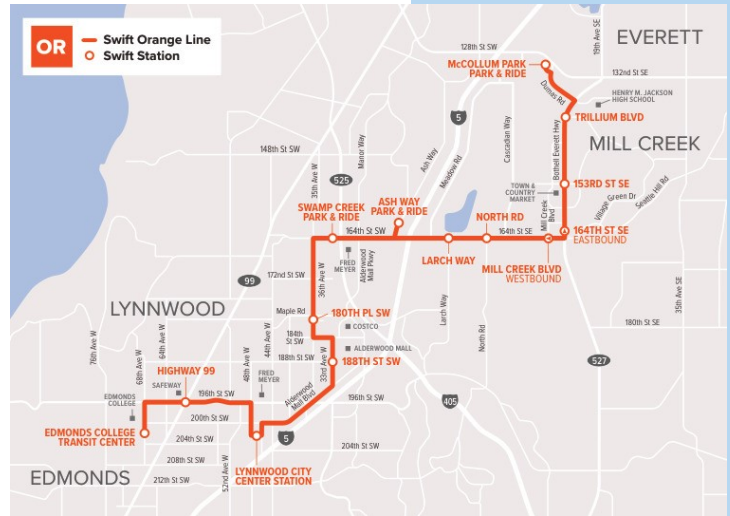 OR
Swift Orange Line
Swift Station
EVERETT
19th Ave SE
128th St SW
McCOLLUM PARK
PARK & RIDE
132nd St SE
Dumas Rd
HENRY M. JACKSON
HIGH SCHOOL
TRILLIUM BLVD
5
Cascadian Way
Bothell Everett Hwy
MILL CREEK
148th St SW
Manor Way
Ash Way
Meadow Rd
35th Ave W
525
153RD ST SE
TOWN &
COUNTRY
MARKET
Village Green Dr
Seattle Hill Rd
SWAMP CREEK
PARK & RIDE
ASH WAY
PARK & RIDE
NORTH RD
Mill Creek
Blvd
164th St SW
164th St SE
164TH ST SE
EASTBOUND
LARCH WAY
MILL CREEK BLVD
WESTBOUND
FRED
MEYER
Alderwood
Mall Pkwy
172nd St SW
36th Ave W
99
35th Ave SE
LYNNWOOD
Maple Rd
180TH PL SW
Larch Way
North Rd
180th St SE
COSTCO
184th
St SW
76th Ave W
68th Ave W
64th Ave W
48th Ave W
44th Ave W
188th St SW
33rd Ave W
ALDERWOOD MALL
188TH ST SW
527
HIGHWAY 99
SAFEWAY
FRED
MEYER
196th St SW
Alderwood
Mall Blvd
196th St SW
405
EDMONDS
COLLEGE
200th St SW
EDMONDS COLLEGE
TRANSIT CENTER
204th St SW
5
204th St SW
208th St SW
52nd Ave W
LYNNWOOD CITY
CENTER STATION
EDMONDS
212th St SW